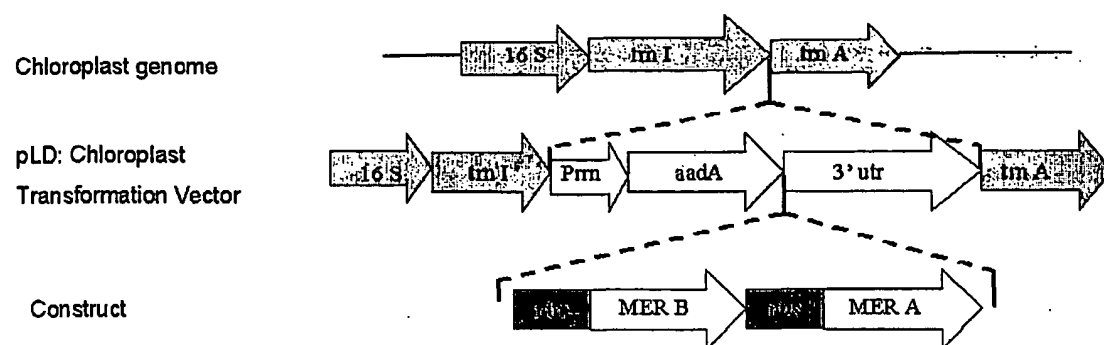 Chloroplast genome
16 S trn I trn A
pLD: Chloroplast
Transformation Vector
16 S trn I Prrn aadA 3' utr trn A
Construct
MER B MER A